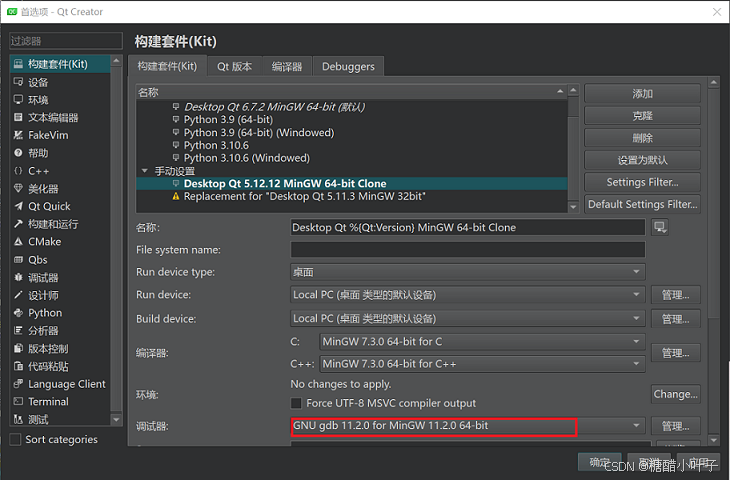 首选项 - Qt Creator
过滤器
构建套件(Kit)
设备
环境
文本编辑器
FakeVim
帮助
C++
美化器
Qt Quick
构建和运行
CMake
Qbs
调试器
设计师
Python
分析器
版本控制
代码粘贴
Language Client
Terminal
测试
Sort categories
构建套件(Kit)
构建套件(Kit) Qt 版本 编译器 Debuggers
名称
Desktop Qt 6.7.2 MinGW 64-bit (默认)
Python 3.9 (64-bit)
Python 3.9 (64-bit) (Windowed)
Python 3.10.6
Python 3.10.6 (Windowed)
手动设置
Desktop Qt 5.12.12 MinGW 64-bit Clone
Replacement for "Desktop Qt 5.11.3 MinGW 32bit"
添加
克隆
删除
设置为默认
Settings Filter...
Default Settings Filter...
名称: Desktop Qt %{Qt:Version} MinGW 64-bit Clone
File system name:
Run device type: 桌面
Run device: Local PC (桌面 类型的默认设备) 管理...
Build device: Local PC (桌面 类型的默认设备) 管理...
编译器: C: MinGW 7.3.0 64-bit for C 管理...
C++: MinGW 7.3.0 64-bit for C++
环境: No changes to apply. Change...
Force UTF-8 MSVC compiler output
调试器: GNU gdb 11.2.0 for MinGW 11.2.0 64-bit 管理...
确定 取消 应用
CSDN @糖醋小叶子